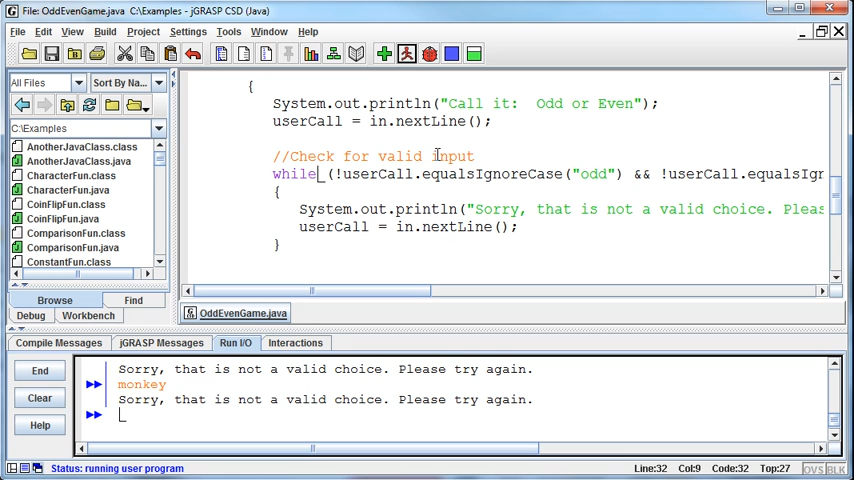 File: OddEvenGame.java C:\Examples - jGRASP CSD (Java)
File Edit View Build Project Settings Tools Window Help
All Files Sort By Na...
C:\Examples
AnotherJavaClass.class
AnotherJavaClass.java
CharacterFun.class
CharacterFun.java
CoinFlipFun.class
CoinFlipFun.java
ComparisonFun.class
ComparisonFun.java
ConstantFun.class
Browse Find
Debug Workbench
{
System.out.println("Call it:  Odd or Even");
userCall = in.nextLine();
//Check for valid input
while (!userCall.equalsIgnoreCase("odd") && !userCall.equalsIgn
{
System.out.println("Sorry, that is not a valid choice. Pleas
userCall = in.nextLine();
}
OddEvenGame.java
Compile Messages jGRASP Messages Run I/O Interactions
End
Clear
Help
Sorry, that is not a valid choice. Please try again.
monkey
Sorry, that is not a valid choice. Please try again.
Status: running user program Line:32 Col:9 Code:32 Top:27 OVS BLK